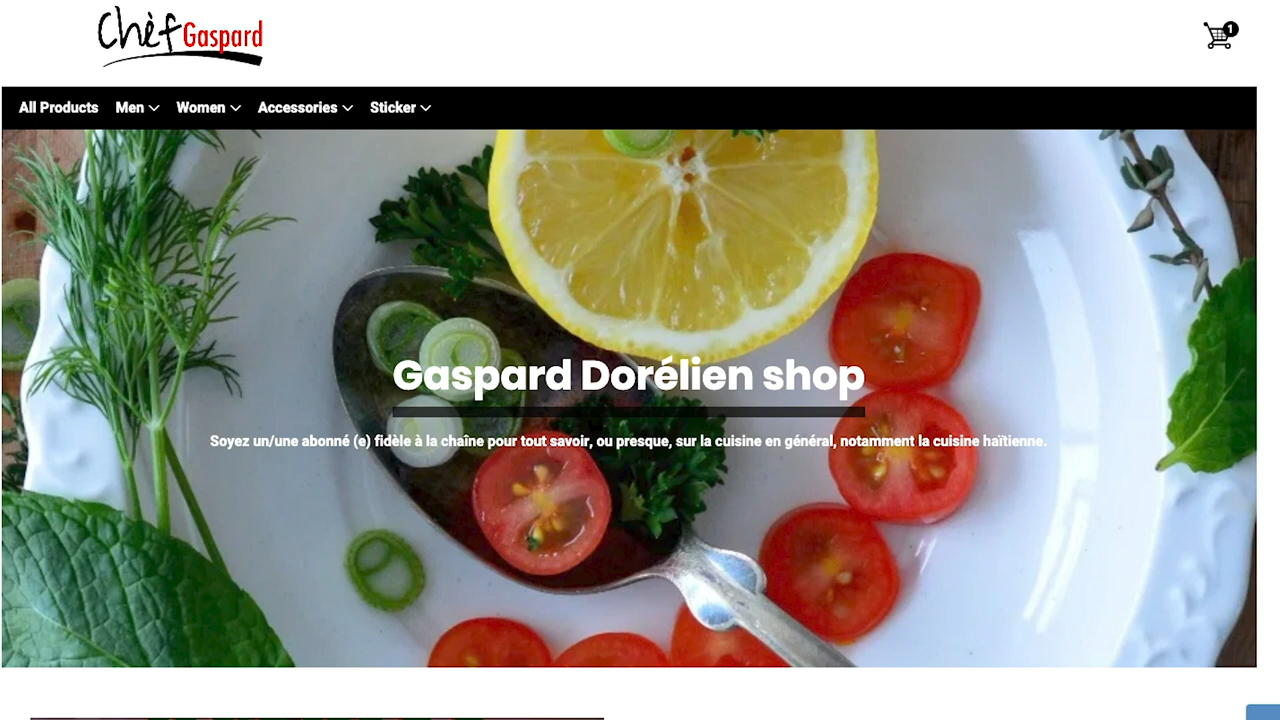 Chèf Gaspard
1
All Products Men Women Accessories Sticker
Gaspard Dorélien shop
Soyez un/une abonné (e) fidèle à la chaîne pour tout savoir, ou presque, sur la cuisine en général, notamment la cuisine haïtienne.